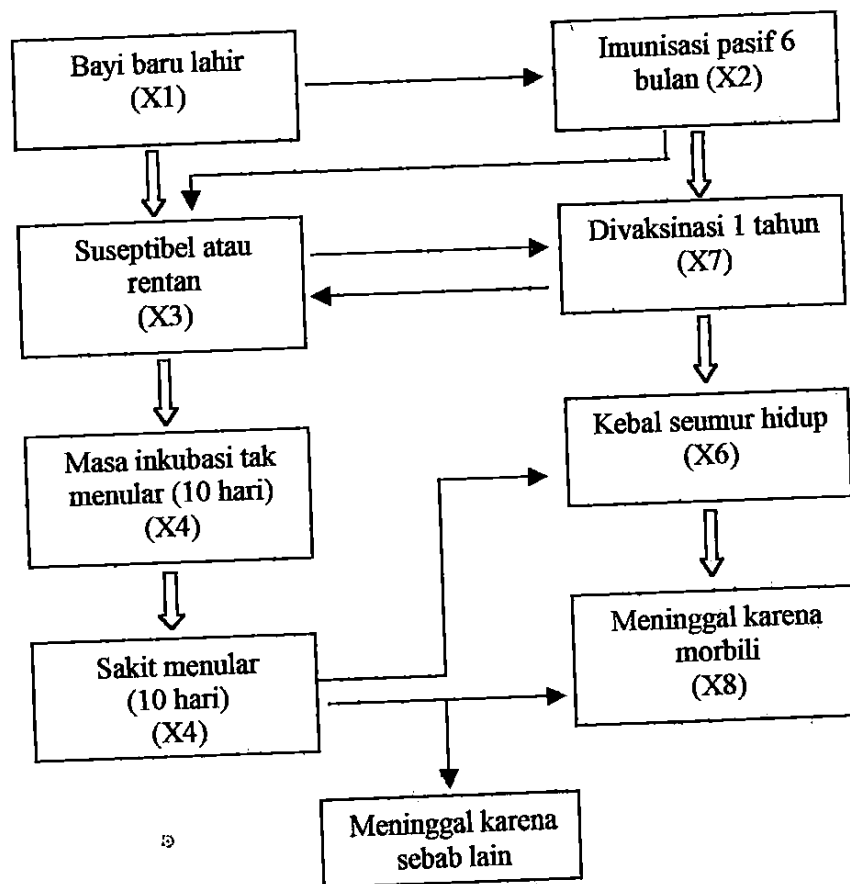 Bayi baru lahir
(X1)
Imunisasi pasif 6
bulan (X2)
Suseptibel atau
rentan
(X3)
Divaksinasi 1 tahun
(X7)
Masa inkubasi tak
menular (10 hari)
(X4)
Kebal seumur hidup
(X6)
Sakit menular
(10 hari)
(X4)
Meninggal karena
morbili
(X8)
Meninggal karena
sebab lain